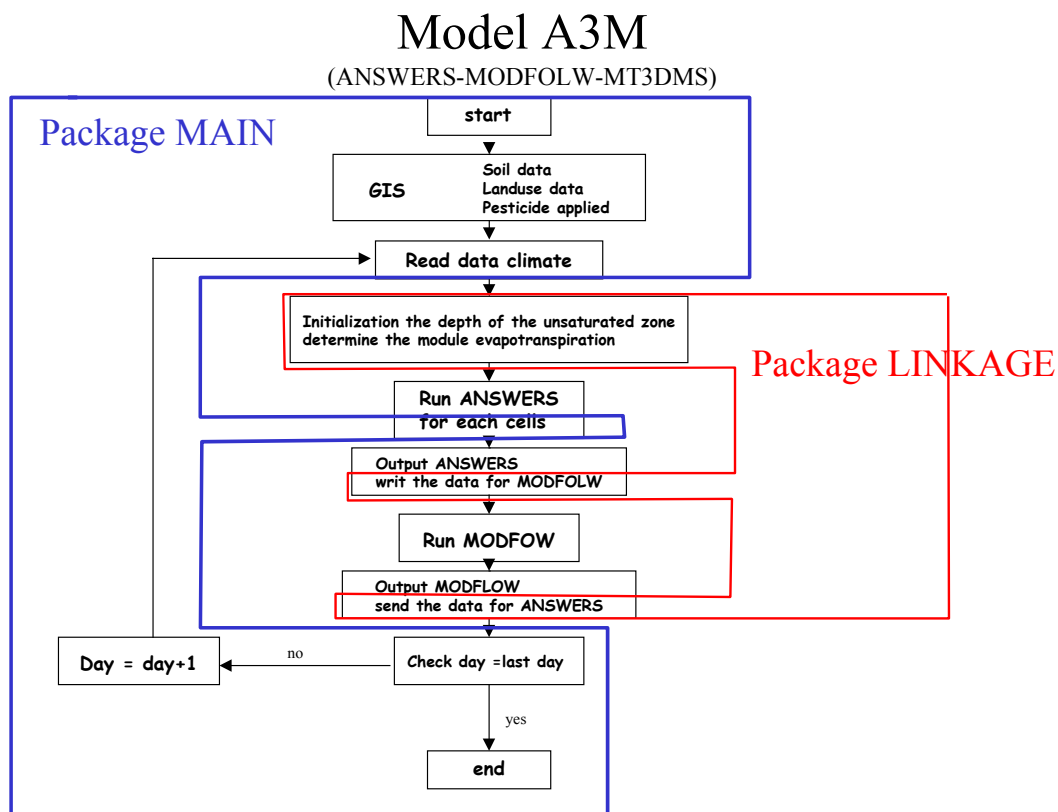 Model A3M
(ANSWERS-MODFOLW-MT3DMS)
Package MAIN
start
GIS
Soil data
Landuse data
Pesticide applied
Read data climate
Initialization the depth of the unsaturated zone
determine the module evapotranspiration
Package LINKAGE
Run ANSWERS
for each cells
Output ANSWERS
writ the data for MODFOLW
Run MODFOW
Output MODFLOW
send the data for ANSWERS
Day = day+1
no
Check day =last day
yes
end